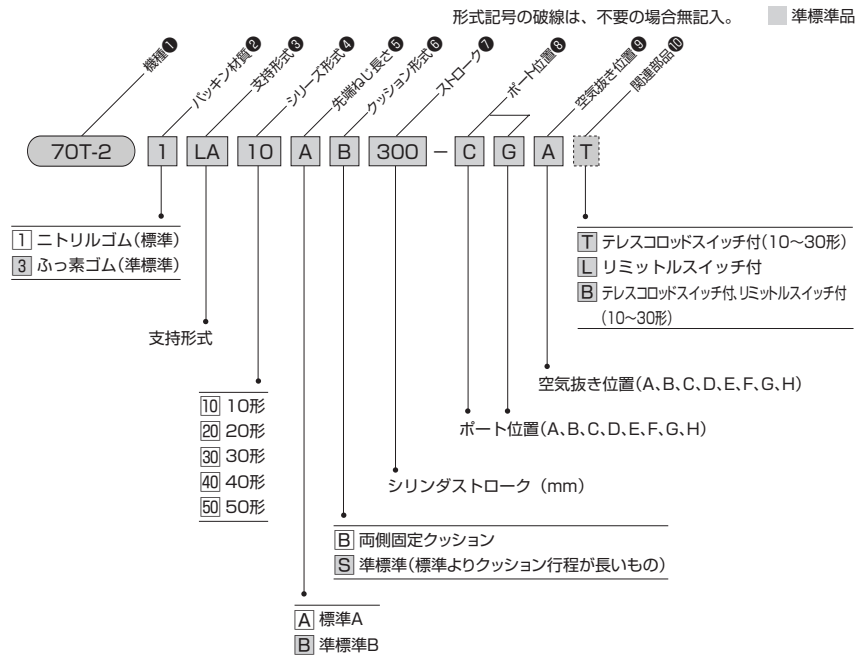 形式記号の破線は、不要の場合無記入。 準標準品
機種❶
パッキン材質❷
支持形式❸
シリーズ形式❹
先端ねじ長さ❺
クッション形式❻
ストローク❼
ポート位置❽
空気抜き位置❾
関連部品❿
70T-2 1 LA 10 A B 300 - C G A T
1 ニトリルゴム(標準)
3 ふっ素ゴム(準標準)
T テレスコロッドスイッチ付(10〜30形)
L リミットルスイッチ付
B テレスコロッドスイッチ付、リミットルスイッチ付
(10〜30形)
支持形式
空気抜き位置(A、B、C、D、E、F、G、H)
10 10形
20 20形
30 30形
40 40形
50 50形
ポート位置(A、B、C、D、E、F、G、H)
シリンダストローク (mm)
B 両側固定クッション
S 準標準(標準よりクッション行程が長いもの)
A 標準A
B 準標準B